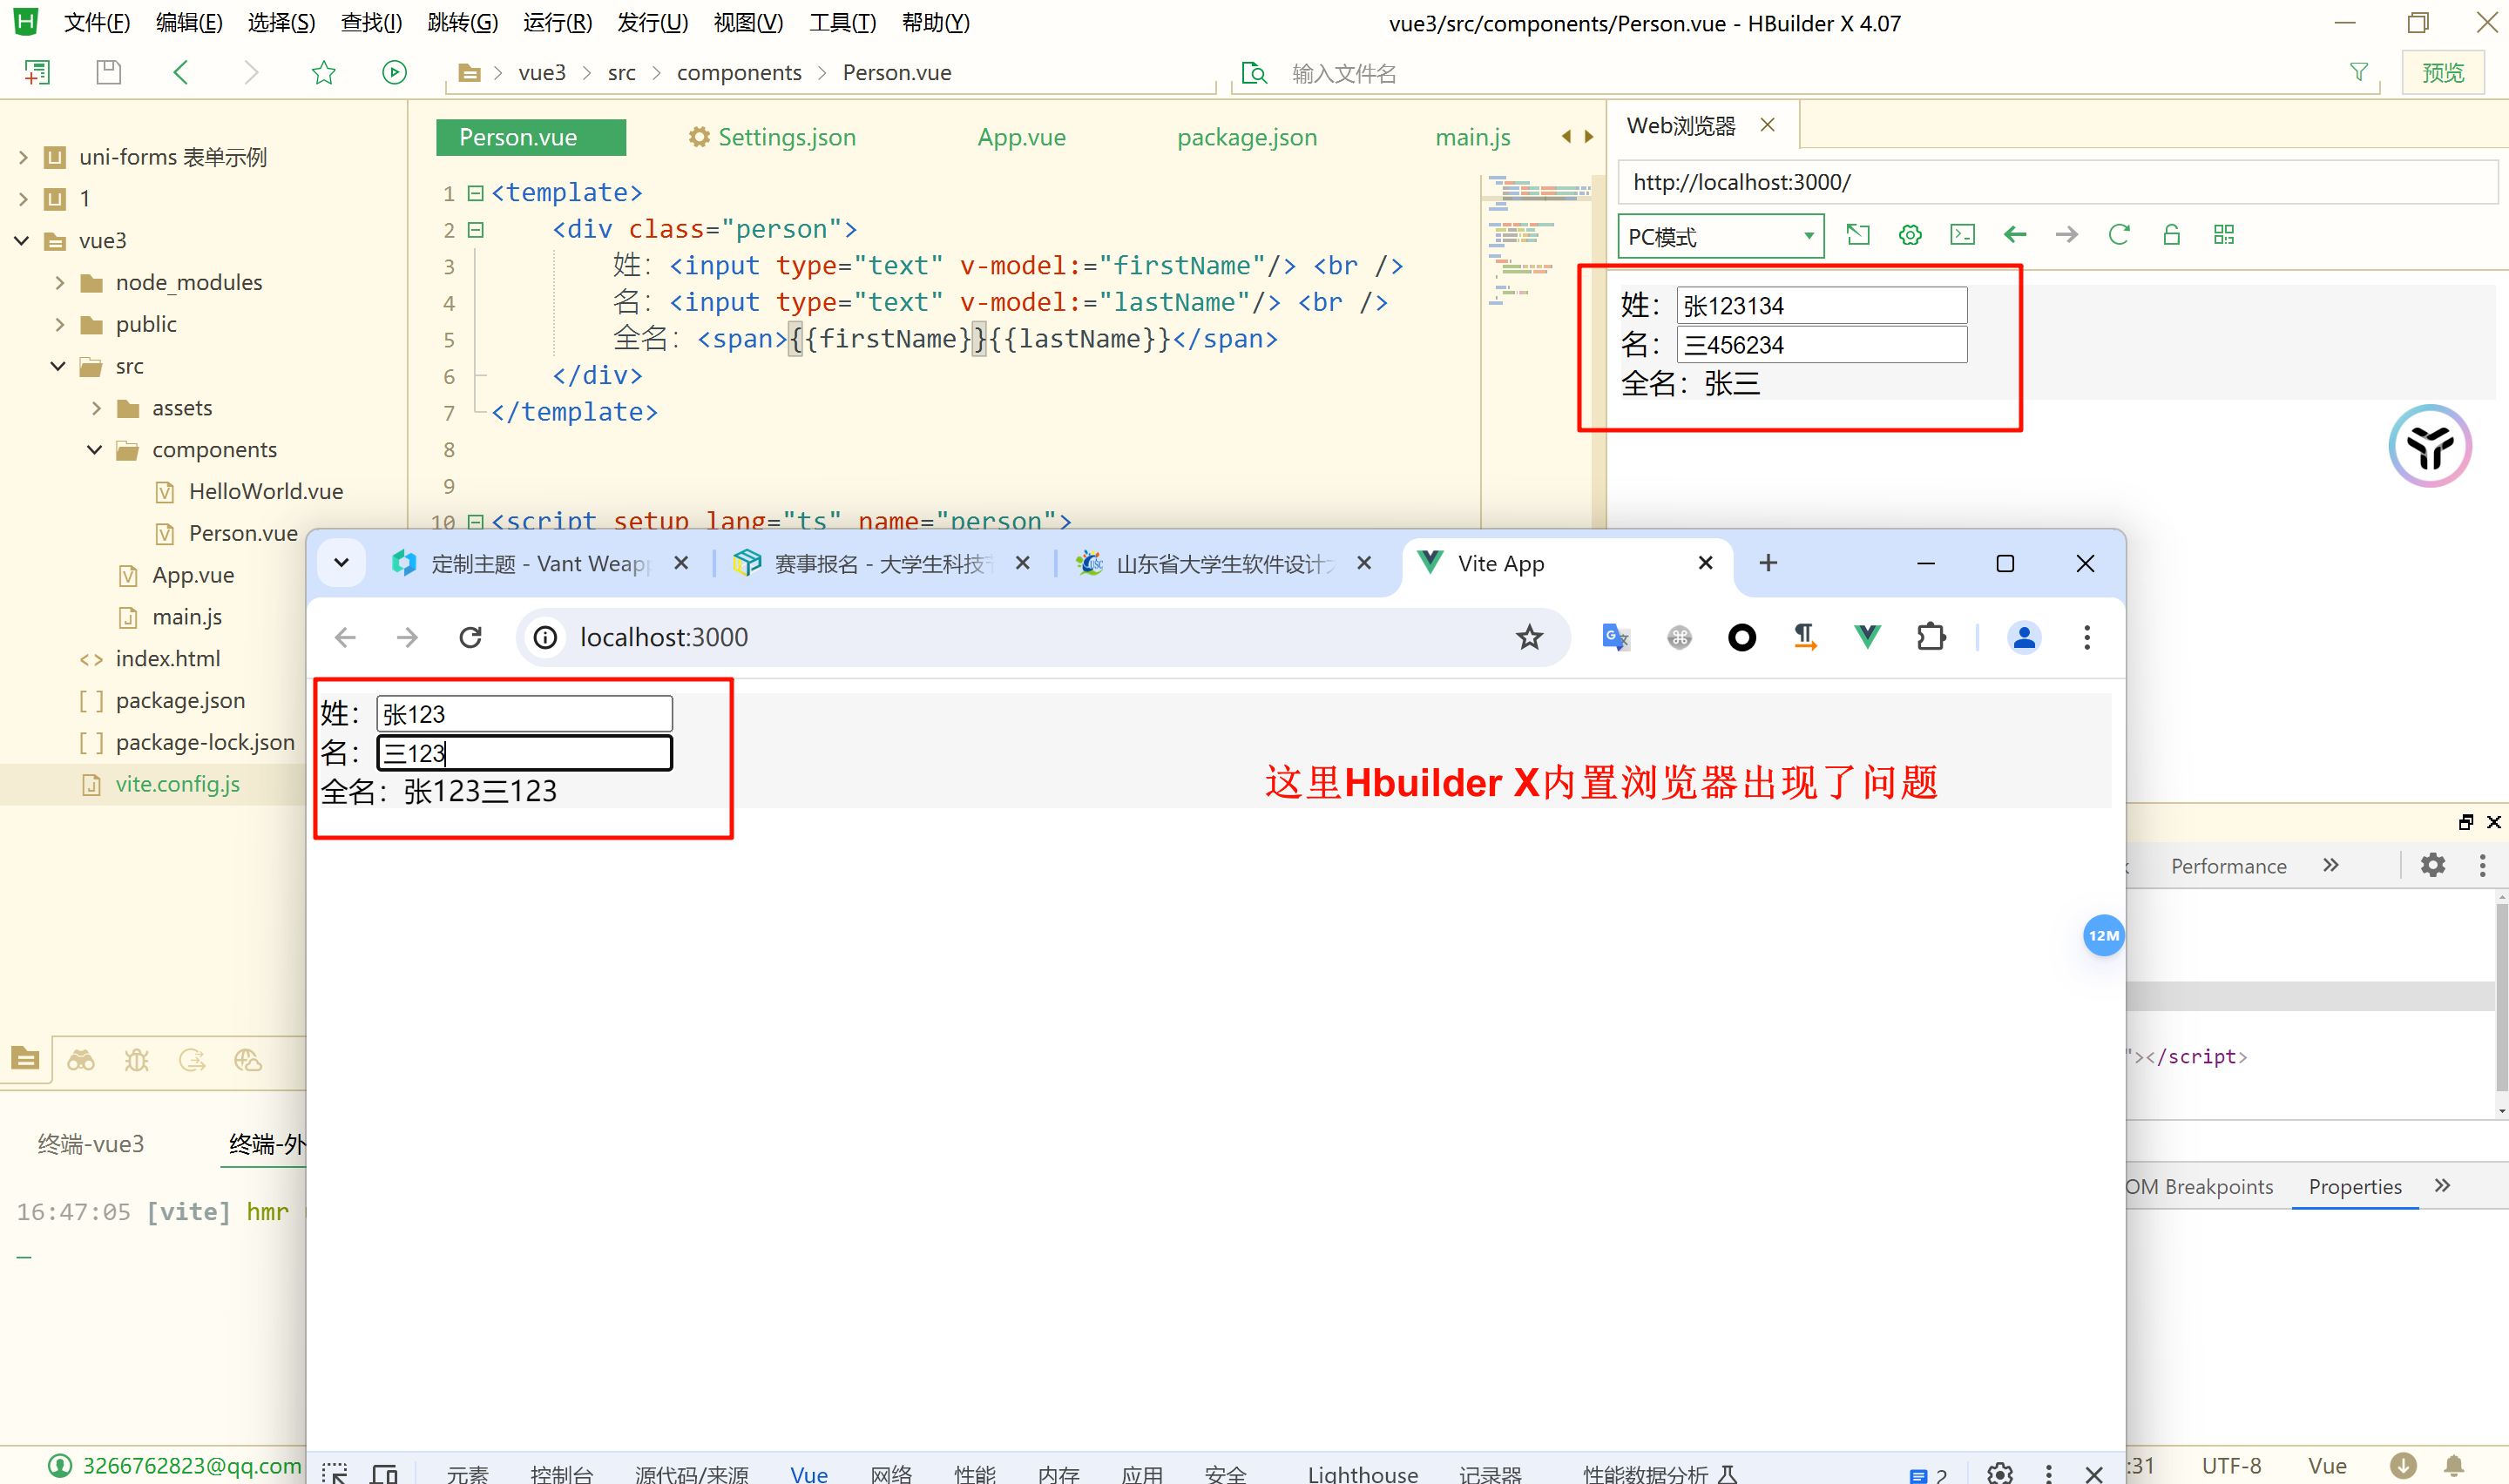 文件(F) 编辑(E) 选择(S) 查找(I) 跳转(G) 运行(R) 发行(U) 视图(V) 工具(T) 帮助(Y) vue3/src/components/Person.vue - HBuilder X 4.07
vue3 src components Person.vue 输入文件名 预览
uni-forms 表单示例
1
vue3
node_modules
public
src
assets
components
HelloWorld.vue
Person.vue
App.vue
main.js
index.html
package.json
package-lock.json
vite.config.js
Person.vue Settings.json App.vue package.json main.js
1 <template>
2 <div class="person">
3 姓：<input type="text" v-model:="firstName"/> <br />
4 名：<input type="text" v-model:="lastName"/> <br />
5 全名：<span>{{firstName}}{{lastName}}</span>
6 </div>
7 </template>
8
9
10 <script setup lang="ts" name="person">
Web浏览器
http://localhost:3000/
PC模式
姓：张123134
名：三456234
全名：张三
定制主题 - Vant Weapp 赛事报名 - 大学生科技 山东省大学生软件设计 Vite App
localhost:3000
姓：张123
名：三123
全名：张123三123
这里Hbuilder X内置浏览器出现了问题
Performance
12M
"></script>
OM Breakpoints Properties
终端-vue3 终端-外
16:47:05 [vite] hmr
3266762823@qq.com
元素 控制台 源代码/来源 Vue 网络 性能 内存 应用 安全 Lighthouse 记录器 性能数据分析 2
:31 UTF-8 Vue